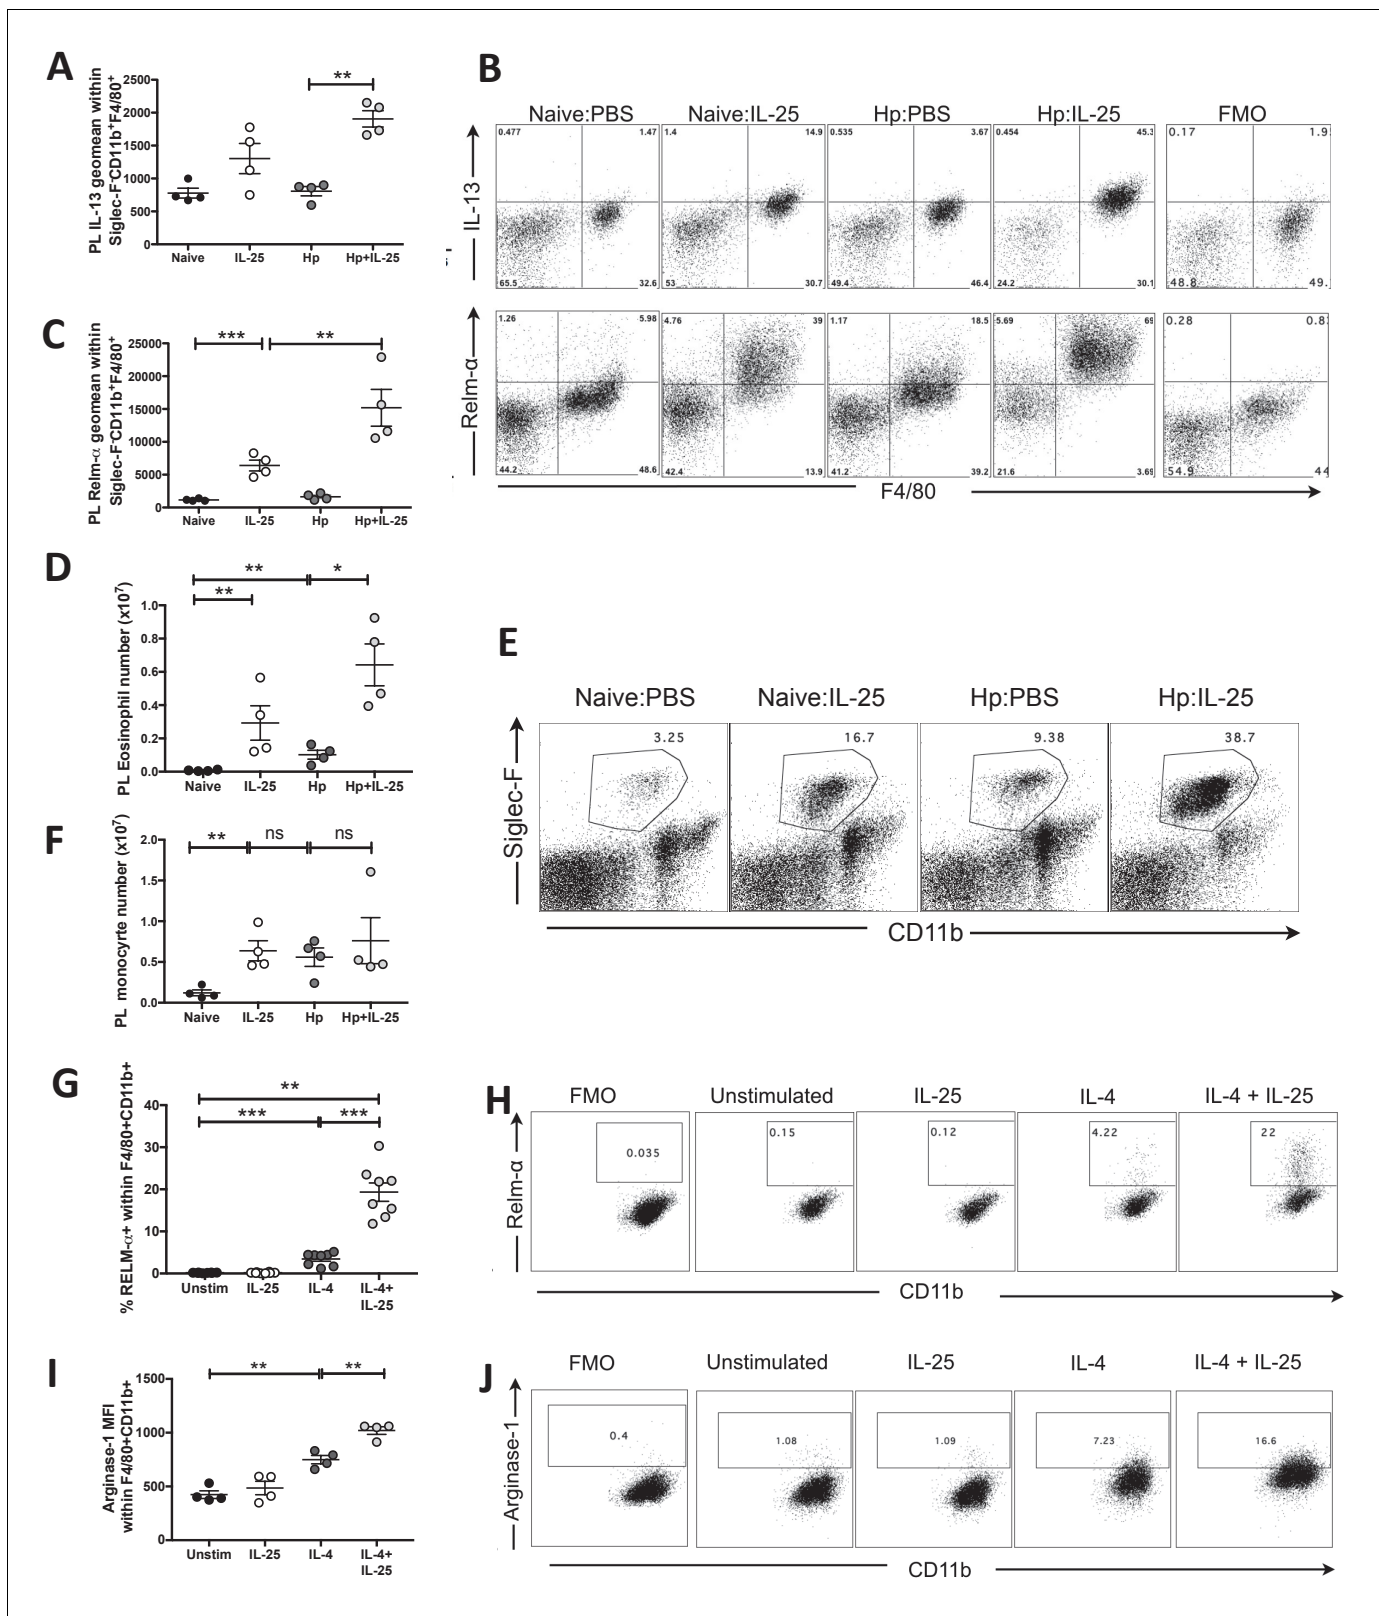 A
PL IL-13 geomean within
Siglec-F-CD11b+F4/80+
2500
2000
1500
1000
500
0
**
Naive IL-25 Hp Hp+IL-25
B
Naive:PBS Naive:IL-25 Hp:PBS Hp:IL-25 FMO
IL-13
0.477 1.47 1.4 14.9 0.535 3.67 0.454 45.3 0.17 1.9
65.5 32.6 53 30.7 49.4 46.4 24.2 30.1 48.8 49.
Relm-α
1.26 5.98 4.76 39 1.17 18.5 5.69 69 0.28 0.8
44.2 48.6 42.4 13.9 41.2 39.2 21.6 3.69 54.9 44
F4/80
C
PL Relm-α geomean within
Siglec-F-CD11b+F4/80+
25000
20000
15000
10000
5000
0
*** **
Naive IL-25 Hp Hp+IL-25
D
PL Eosinophil number (x10⁷)
1.0
0.8
0.6
0.4
0.2
0.0
** *
**
Naive IL-25 Hp Hp+IL-25
E
Naive:PBS Naive:IL-25 Hp:PBS Hp:IL-25
Siglec-F
3.25 16.7 9.38 38.7
CD11b
F
PL monocyrte number (x10⁷)
2.0
1.5
1.0
0.5
0.0
** ns ns
Naive IL-25 Hp Hp+IL-25
G
% RELM-α+ within F4/80+CD11b+
40
30
20
10
0
**
*** ***
Unstim IL-25 IL-4 IL-4+
IL-25
H
FMO Unstimulated IL-25 IL-4 IL-4 + IL-25
Relm-α
0.035 0.15 0.12 4.22 22
CD11b
I
Arginase-1 MFI
within F4/80+CD11b+
1500
1000
500
0
** **
Unstim IL-25 IL-4 IL-4+
IL-25
J
FMO Unstimulated IL-25 IL-4 IL-4 + IL-25
Arginase-1
0.4 1.08 1.09 7.23 16.6
CD11b